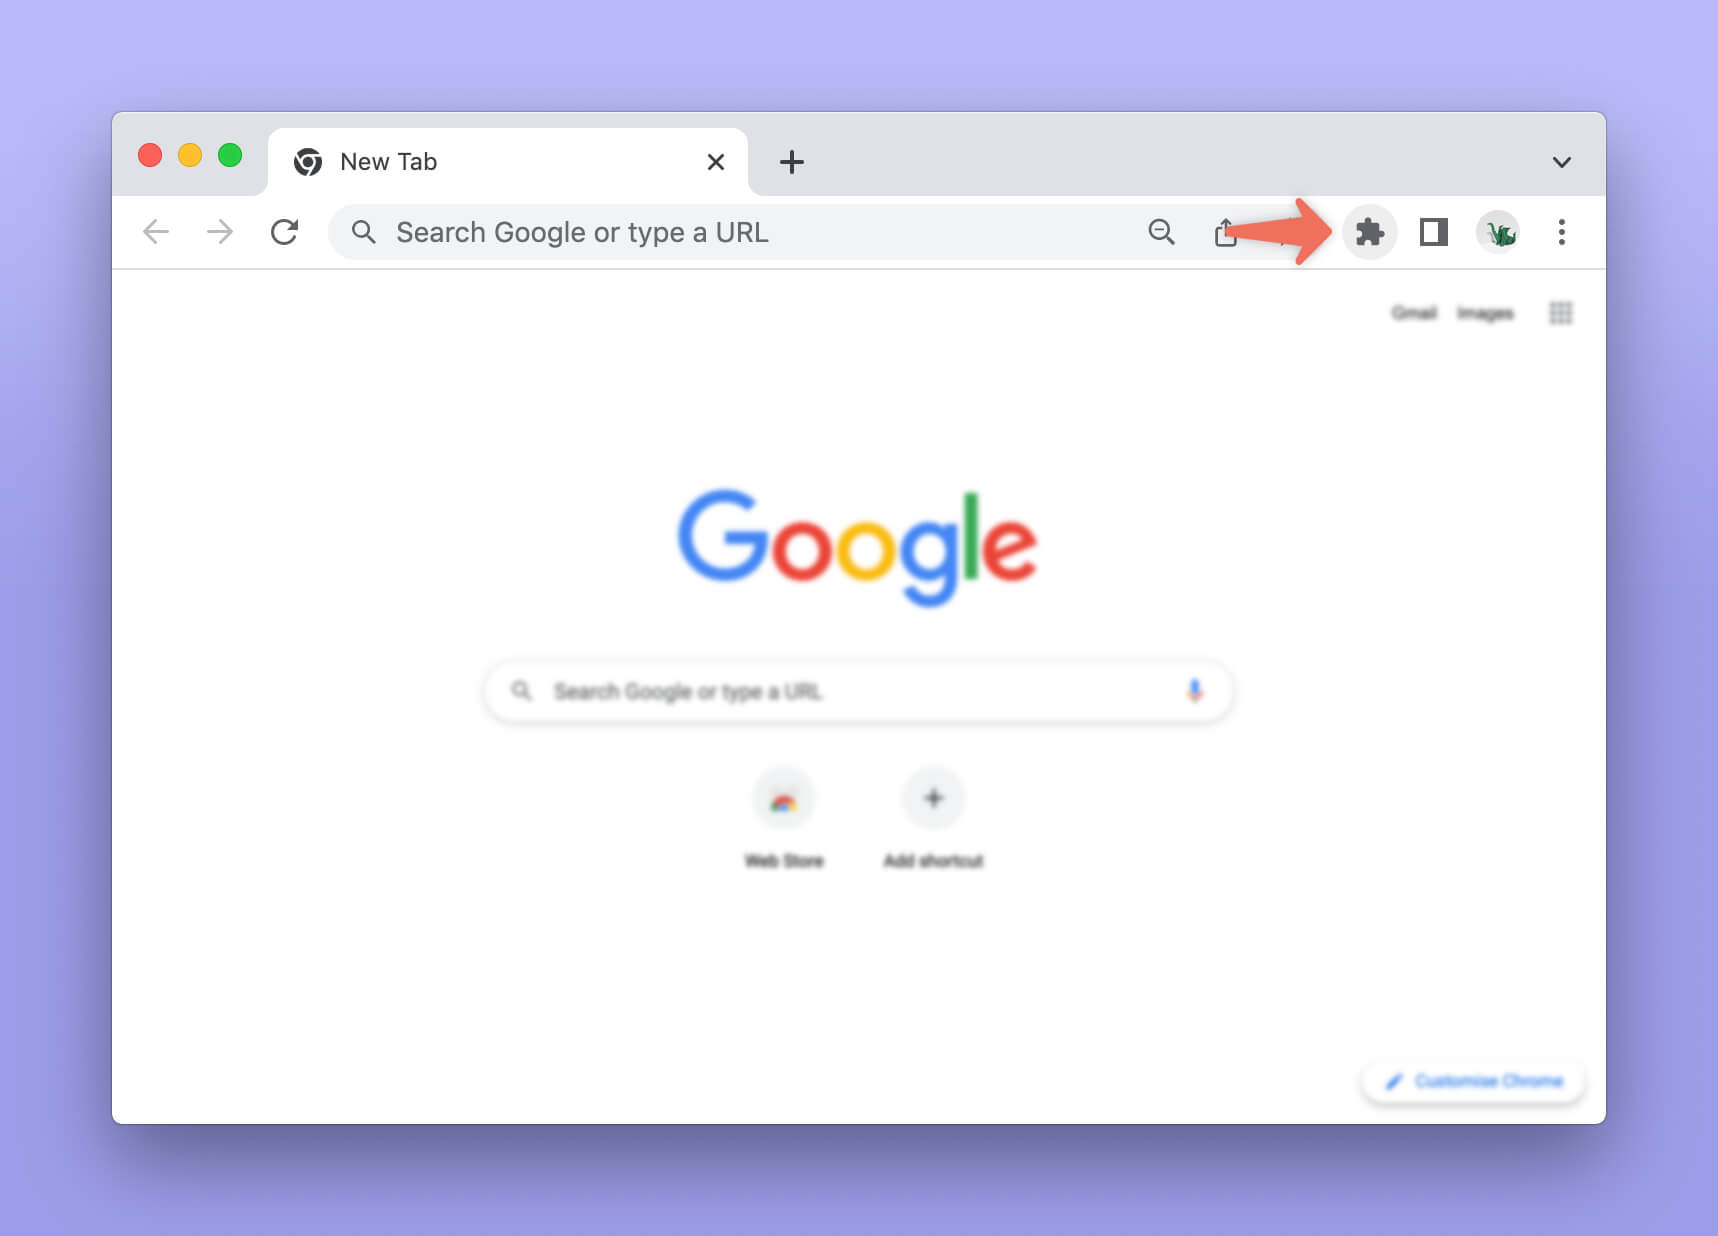 New Tab
Search Google or type a URL
Gmail Images
Google
Search Google or type a URL
Web Store Add shortcut
Customise Chrome